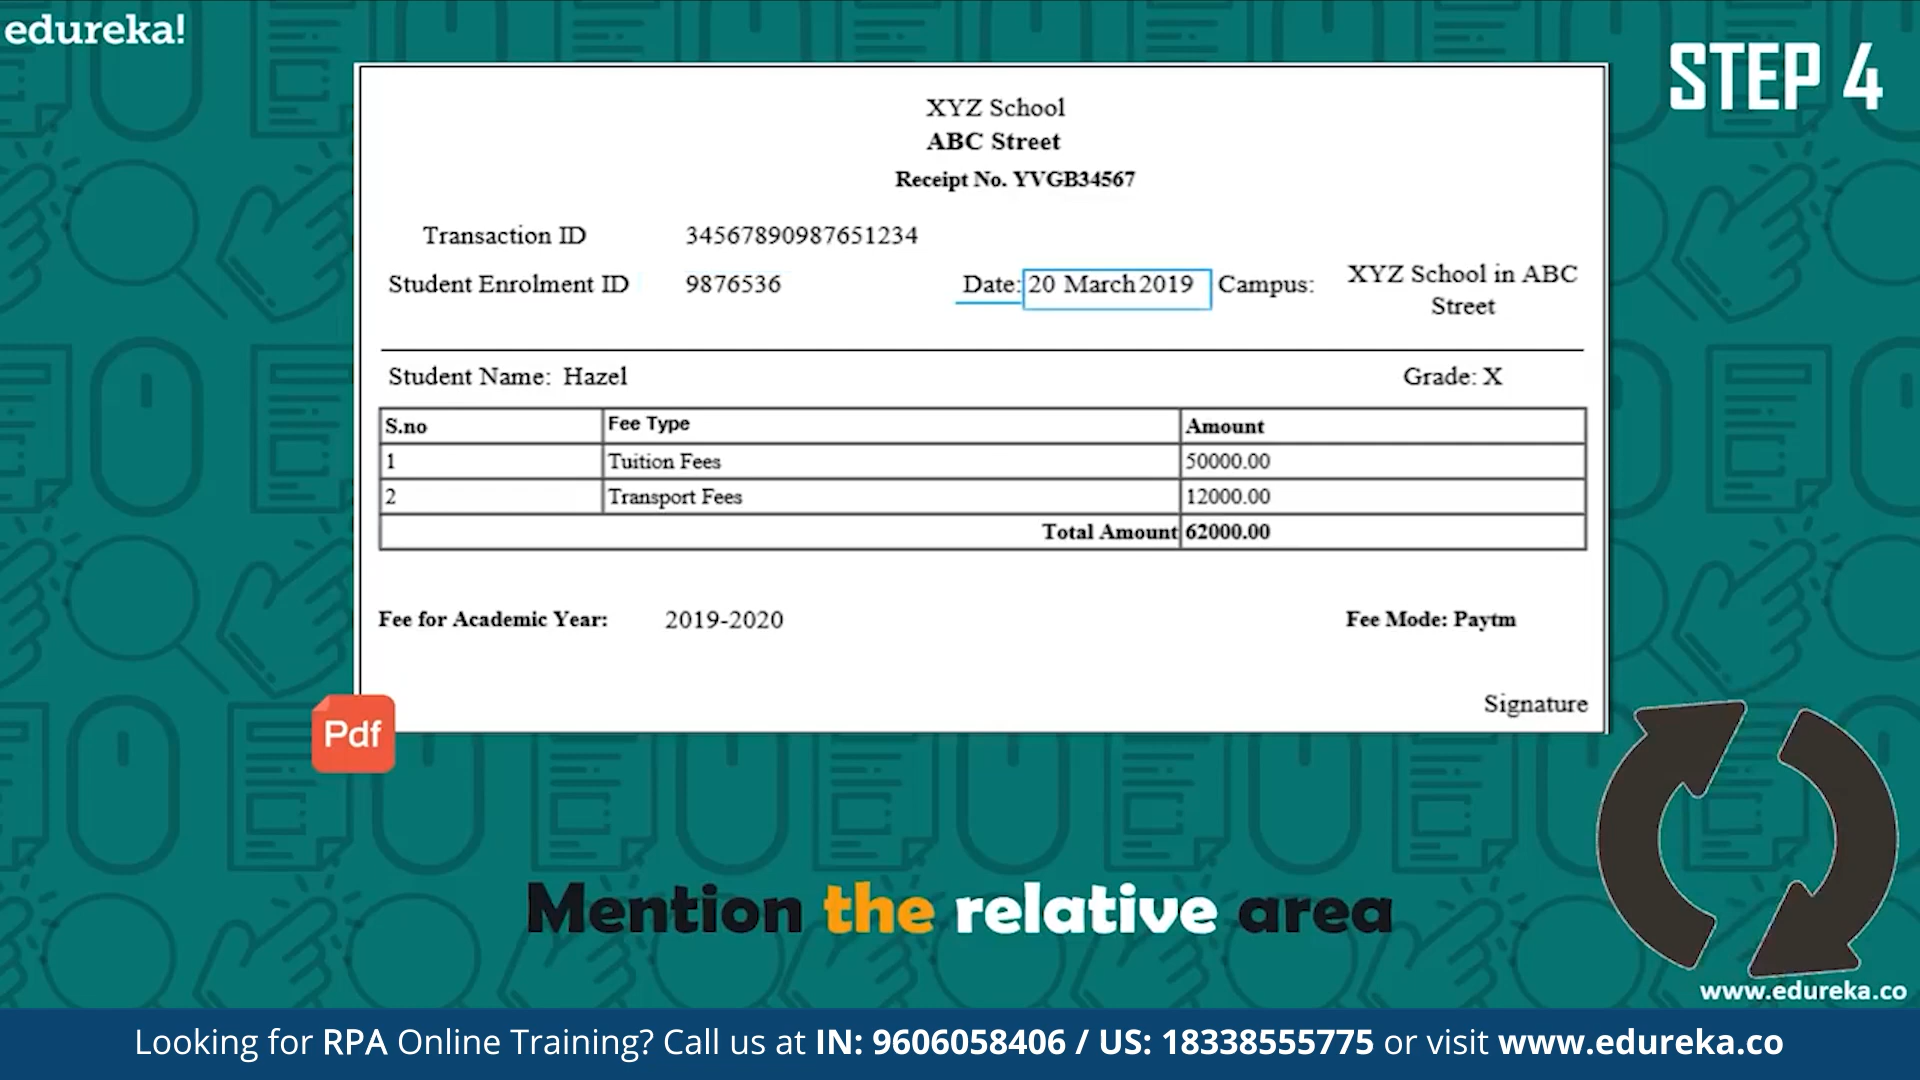 edureka!
STEP 4
XYZ School
ABC Street
Receipt No. YVGB34567
Transaction ID 34567890987651234
Student Enrolment ID 9876536 Date: 20 March 2019 Campus: XYZ School in ABC
Street
Student Name: Hazel Grade: X
S.no Fee Type Amount
1 Tuition Fees 50000.00
2 Transport Fees 12000.00
Total Amount 62000.00
Fee for Academic Year: 2019-2020 Fee Mode: Paytm
Signature
Pdf
Mention the relative area
www.edureka.co
Looking for RPA Online Training? Call us at IN: 9606058406 / US: 18338555775 or visit www.edureka.co